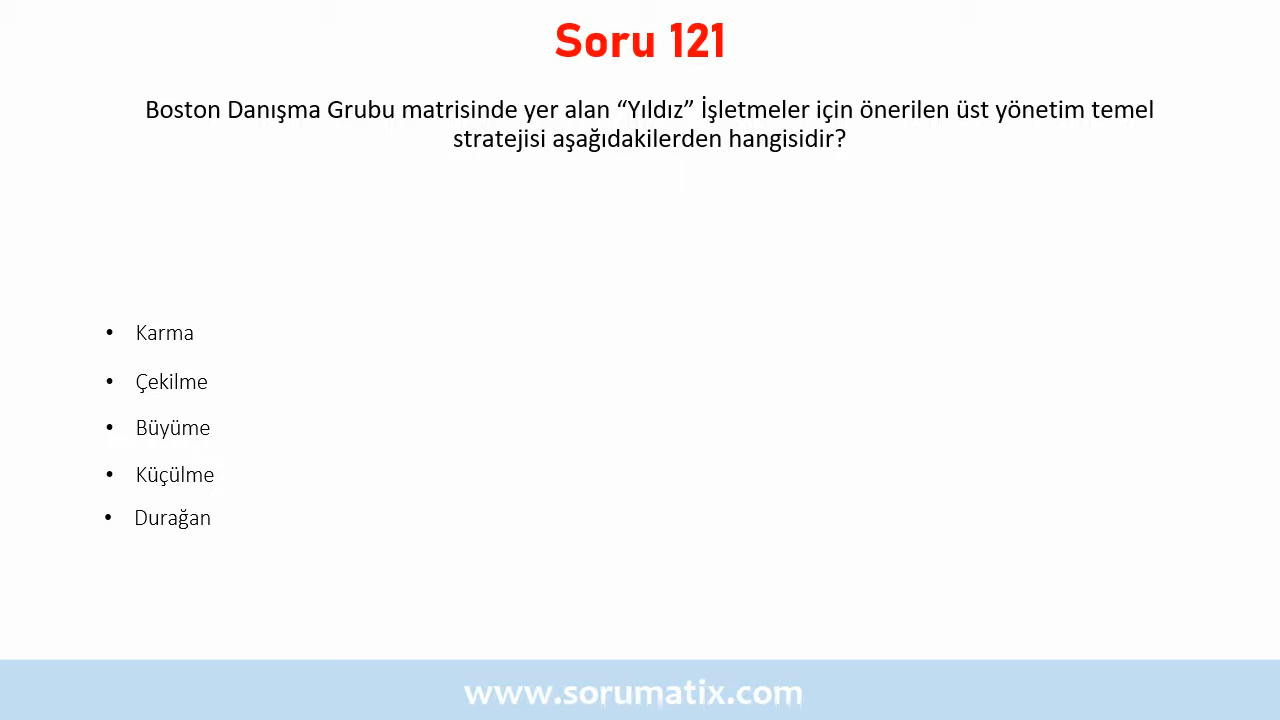 Soru 121
Boston Danışma Grubu matrisinde yer alan “Yıldız” İşletmeler için önerilen üst yönetim temel
stratejisi aşağıdakilerden hangisidir?
• Karma
• Çekilme
• Büyüme
• Küçülme
• Durağan
www.sorumatix.com